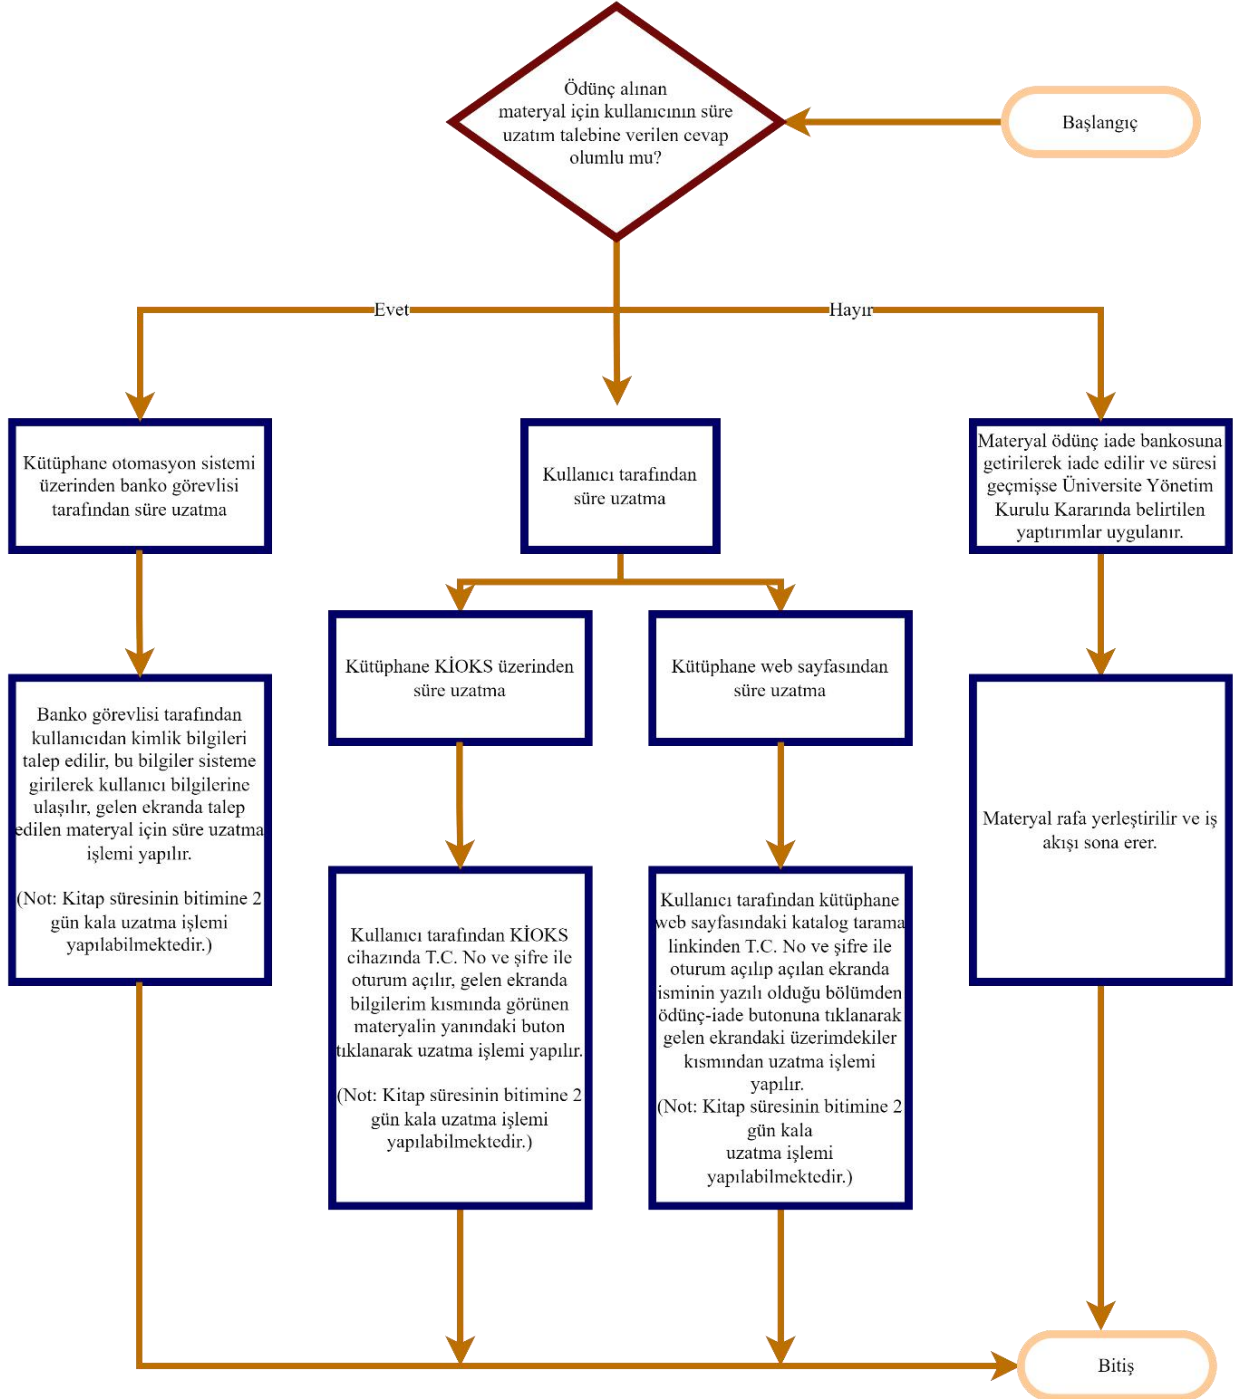 Ödünç alınan
materyal için kullanıcının süre
uzatım talebine verilen cevap
olumlu mu?
Başlangıç
Evet
Hayır
Kütüphane otomasyon sistemi
üzerinden banko görevlisi
tarafından süre uzatma
Kullanıcı tarafından
süre uzatma
Materyal ödünç iade bankosuna
getirilerek iade edilir ve süresi
geçmişse Üniversite Yönetim
Kurulu Kararında belirtilen
yaptırımlar uygulanır.
Kütüphane KİOKS üzerinden
süre uzatma
Kütüphane web sayfasından
süre uzatma
Banko görevlisi tarafından
kullanıcıdan kimlik bilgileri
talep edilir, bu bilgiler sisteme
girilerek kullanıcı bilgilerine
ulaşılır, gelen ekranda talep
edilen materyal için süre uzatma
işlemi yapılır.
(Not: Kitap süresinin bitimine 2
gün kala uzatma işlemi
yapılabilmektedir.)
Kullanıcı tarafından KİOKS
cihazında T.C. No ve şifre ile
oturum açılır, gelen ekranda
bilgilerim kısmında görünen
materyalin yanındaki buton
tıklanarak uzatma işlemi yapılır.
(Not: Kitap süresinin bitimine 2
gün kala uzatma işlemi
yapılabilmektedir.)
Kullanıcı tarafından kütüphane
web sayfasındaki katalog tarama
linkinden T.C. No ve şifre ile
oturum açılıp açılan ekranda
isminin yazılı olduğu bölümden
ödünç-iade butonuna tıklanarak
gelen ekrandaki üzerimdekiler
kısmından uzatma işlemi
yapılır.
(Not: Kitap süresinin bitimine 2
gün kala
uzatma işlemi
yapılabilmektedir.)
Materyal rafa yerleştirilir ve iş
akışı sona erer.
Bitiş